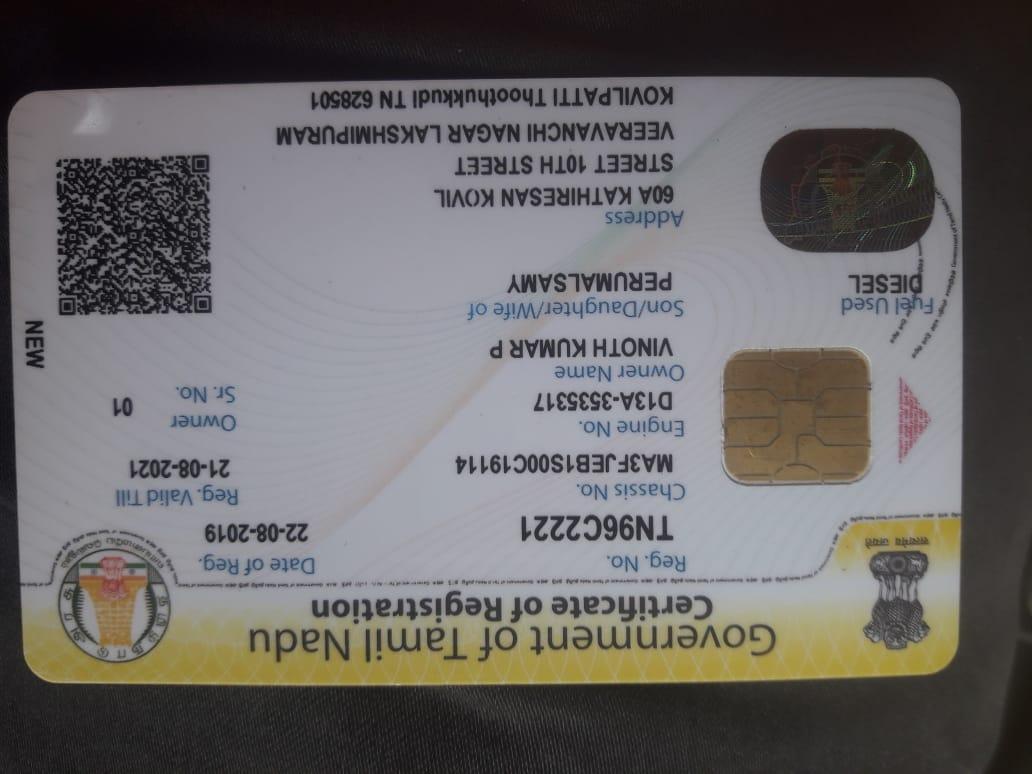 Government of Tamil Nadu
Certificate of Registration
सत्यमेव जयते
Reg. No.
TN96C2221
Date of Reg.
22-08-2019
Chassis No.
MA3FJEB1S00C19114
Reg. Valid Till
21-08-2021
Engine No.
D13A-3535317
Owner
Sr. No.
01
Owner Name
VINOTH KUMAR P
NEW
Fuel Used
DIESEL
Son/Daughter/Wife of
PERUMALSAMY
Address
60A KATHIRESAN KOVIL
STREET 10TH STREET
VEERAVANCHI NAGAR LAKSHMIPURAM
KOVILPATTI Thoothukkudi TN 628501